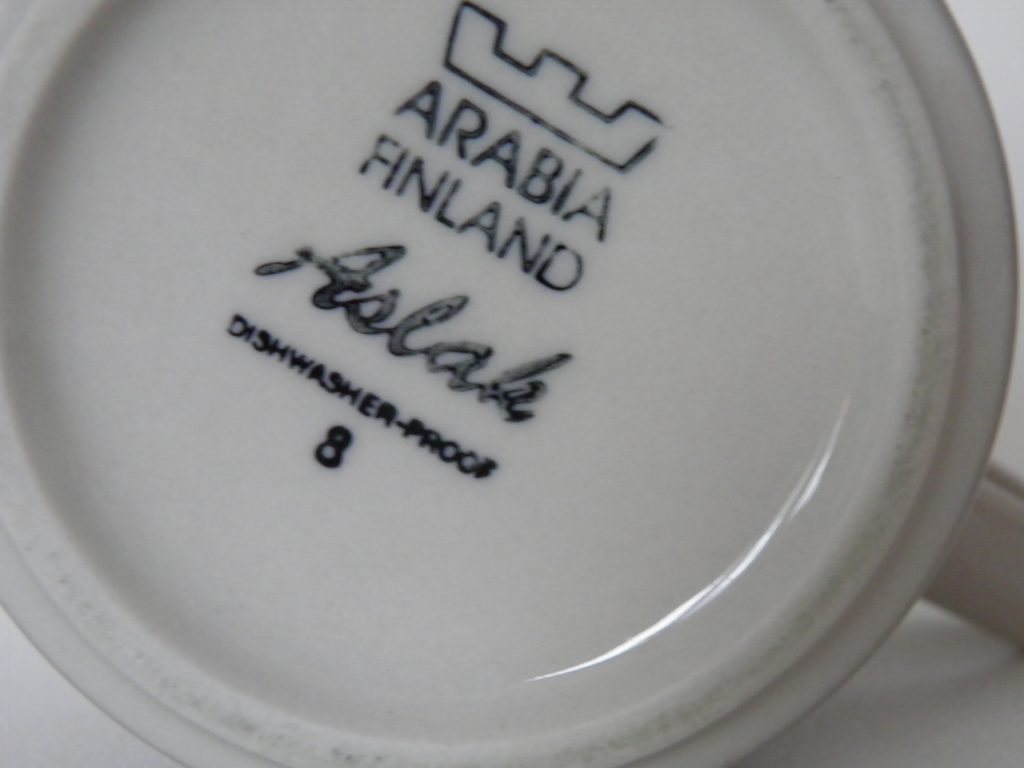 ARABIA
FINLAND
Aslak
DISHWASHER-PROOF
8